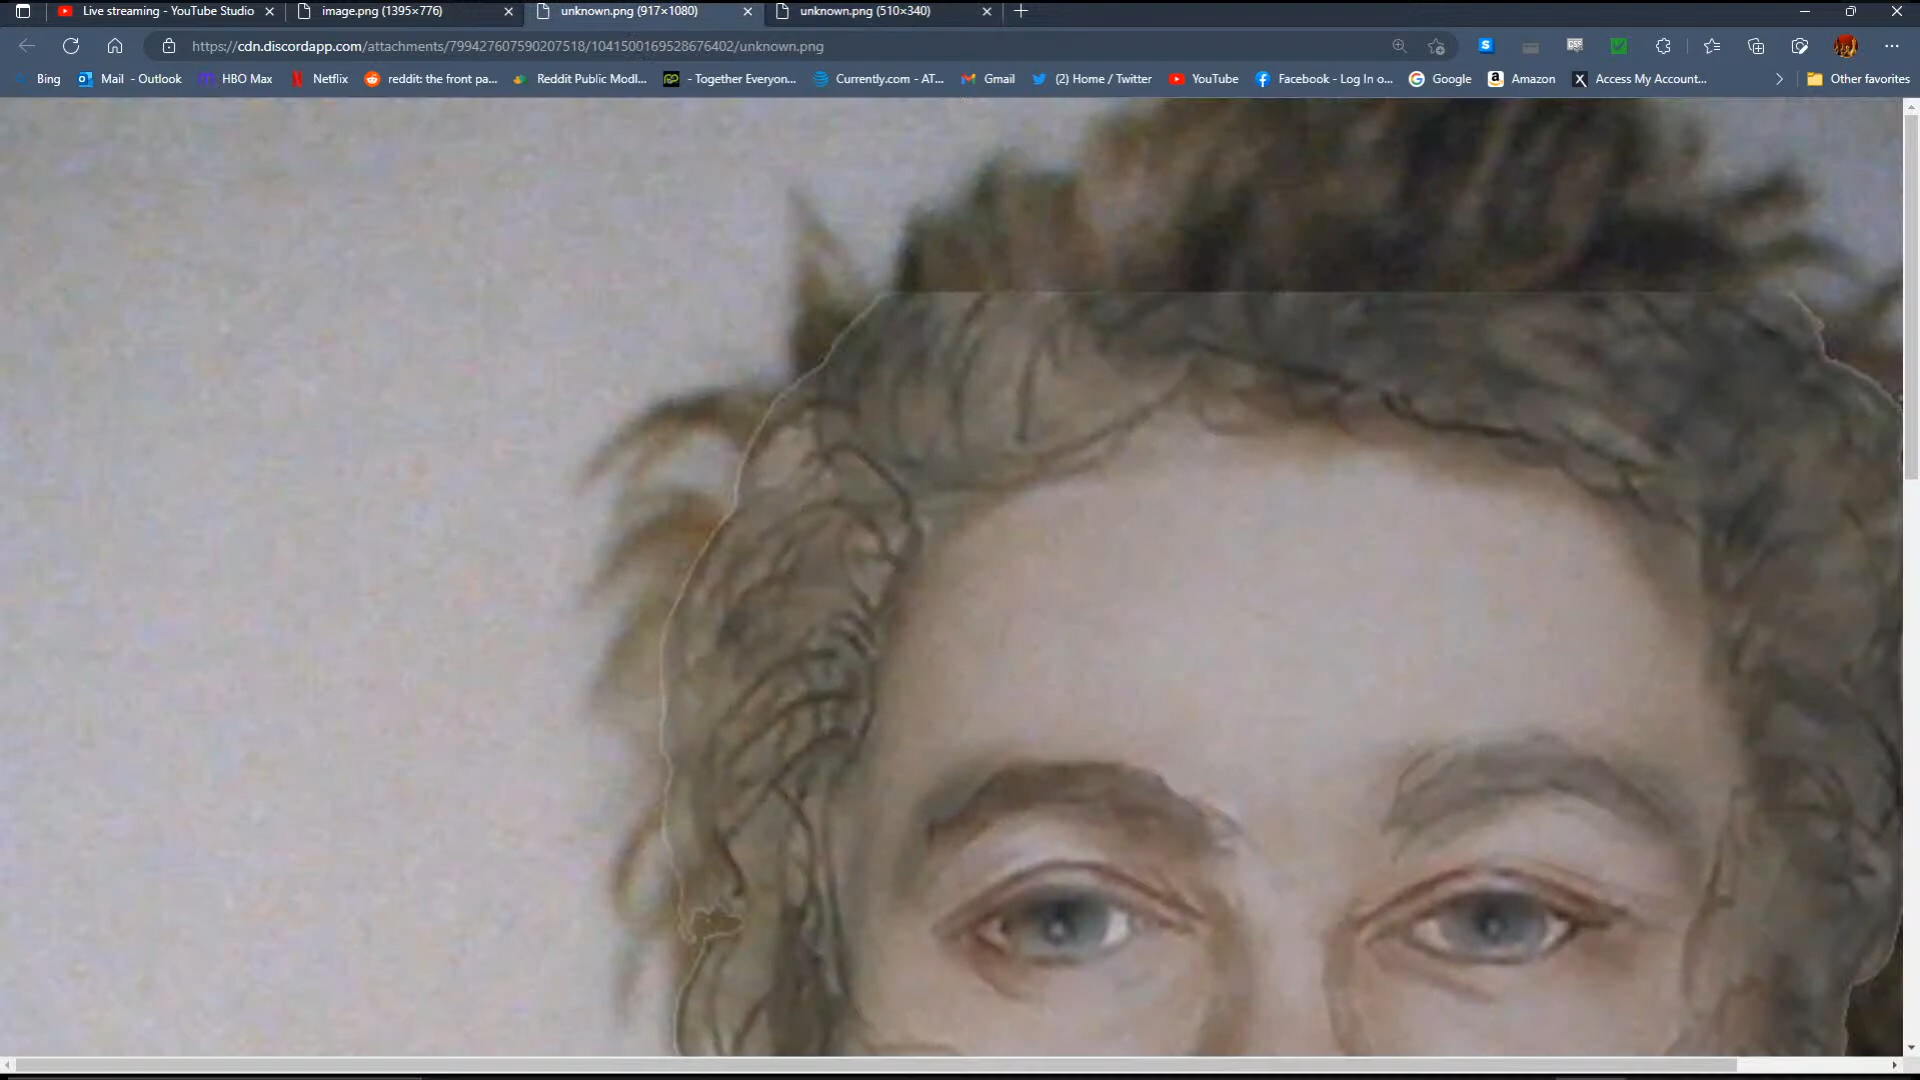 Live streaming - YouTube Studio
image.png (1395×776)
unknown.png (917×1080)
unknown.png (510×340)
https://cdn.discordapp.com/attachments/799427607590207518/1041500169528676402/unknown.png
Bing
Mail - Outlook
HBO Max
Netflix
reddit: the front pa...
Reddit Public Modl...
- Together Everyon...
Currently.com - AT...
Gmail
(2) Home / Twitter
YouTube
Facebook - Log In o...
Google
Amazon
Access My Account...
Other favorites